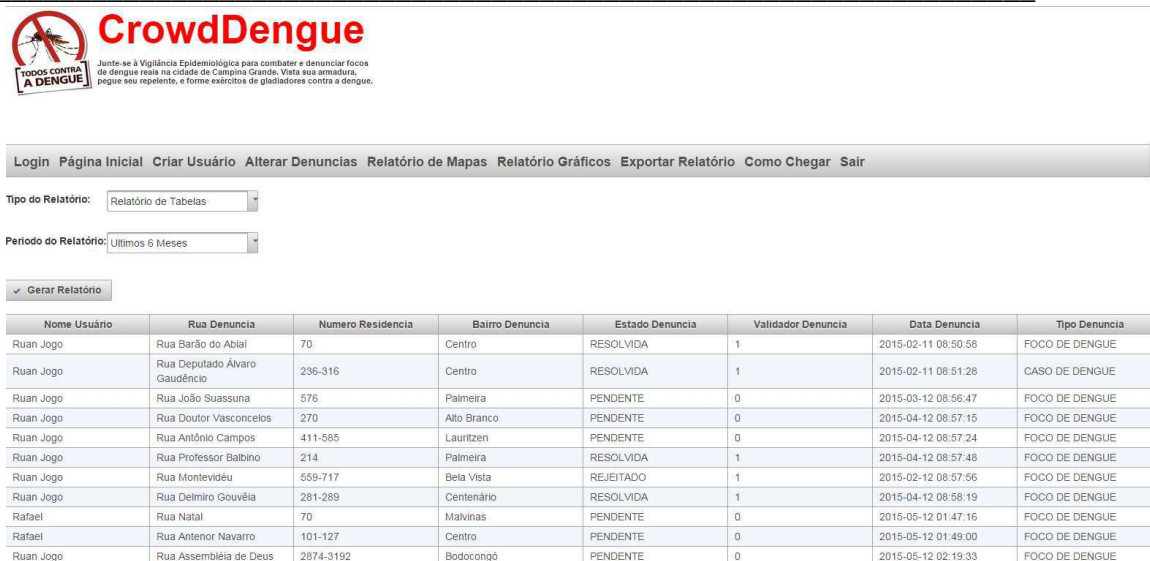 CrowdDengue
Junte-se à Vigilância Epidemiológica para combater e denunciar focos
de dengue reais na cidade de Campina Grande. Vista sua armadura,
pegue seu repelente, e forme exércitos de gladiadores contra a dengue.
TODOS CONTRA
A DENGUE
Login Página Inicial Criar Usuário Alterar Denuncias Relatório de Mapas Relatório Gráficos Exportar Relatório Como Chegar Sair
Tipo do Relatório: Relatório de Tabelas
Periodo do Relatório: Ultimos 6 Meses
Gerar Relatório
Nome Usuário Rua Denuncia Numero Residencia Bairro Denuncia Estado Denuncia Validador Denuncia Data Denuncia Tipo Denuncia
Ruan Jogo Rua Barão do Abiaí 70 Centro RESOLVIDA 1 2015-02-11 08:50:58 FOCO DE DENGUE
Ruan Jogo Rua Deputado Álvaro Gaudêncio 236-316 Centro RESOLVIDA 1 2015-02-11 08:51:28 CASO DE DENGUE
Ruan Jogo Rua João Suassuna 576 Palmeira PENDENTE 0 2015-03-12 08:56:47 FOCO DE DENGUE
Ruan Jogo Rua Doutor Vasconcelos 270 Alto Branco PENDENTE 0 2015-04-12 08:57:15 FOCO DE DENGUE
Ruan Jogo Rua Antônio Campos 411-585 Lauritzen PENDENTE 0 2015-04-12 08:57:24 FOCO DE DENGUE
Ruan Jogo Rua Professor Balbino 214 Palmeira RESOLVIDA 1 2015-04-12 08:57:48 FOCO DE DENGUE
Ruan Jogo Rua Montevidéu 559-717 Bela Vista REJEITADO 1 2015-02-12 08:57:56 FOCO DE DENGUE
Ruan Jogo Rua Delmiro Gouvêia 281-289 Centenário RESOLVIDA 1 2015-04-12 08:58:19 FOCO DE DENGUE
Rafael Rua Natal 70 Malvinas PENDENTE 0 2015-05-12 01:47:16 FOCO DE DENGUE
Rafael Rua Antenor Navarro 101-127 Centro PENDENTE 0 2015-05-12 01:49:00 FOCO DE DENGUE
Ruan Jogo Rua Assembléia de Deus 2874-3192 Bodocongó PENDENTE 0 2015-05-12 02:19:33 FOCO DE DENGUE